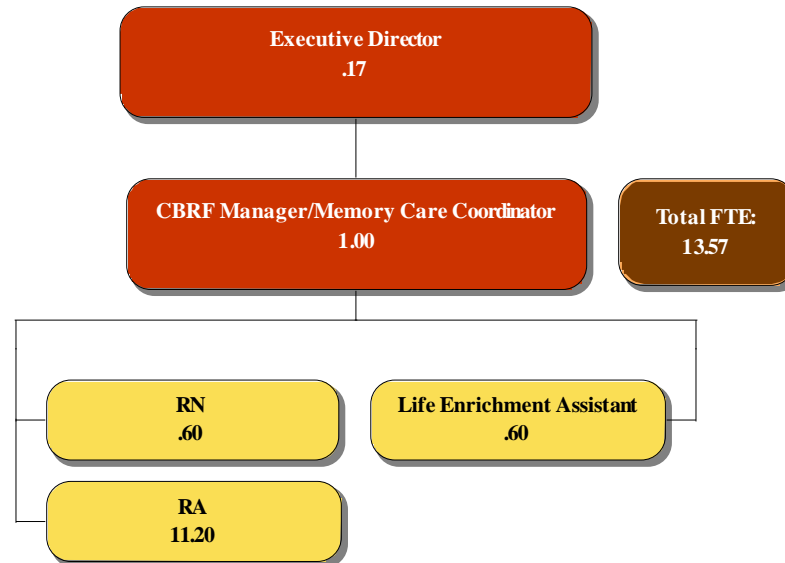 Executive Director
.17
CBRF Manager/Memory Care Coordinator
1.00
Total FTE:
13.57
RN
.60
Life Enrichment Assistant
.60
RA
11.20